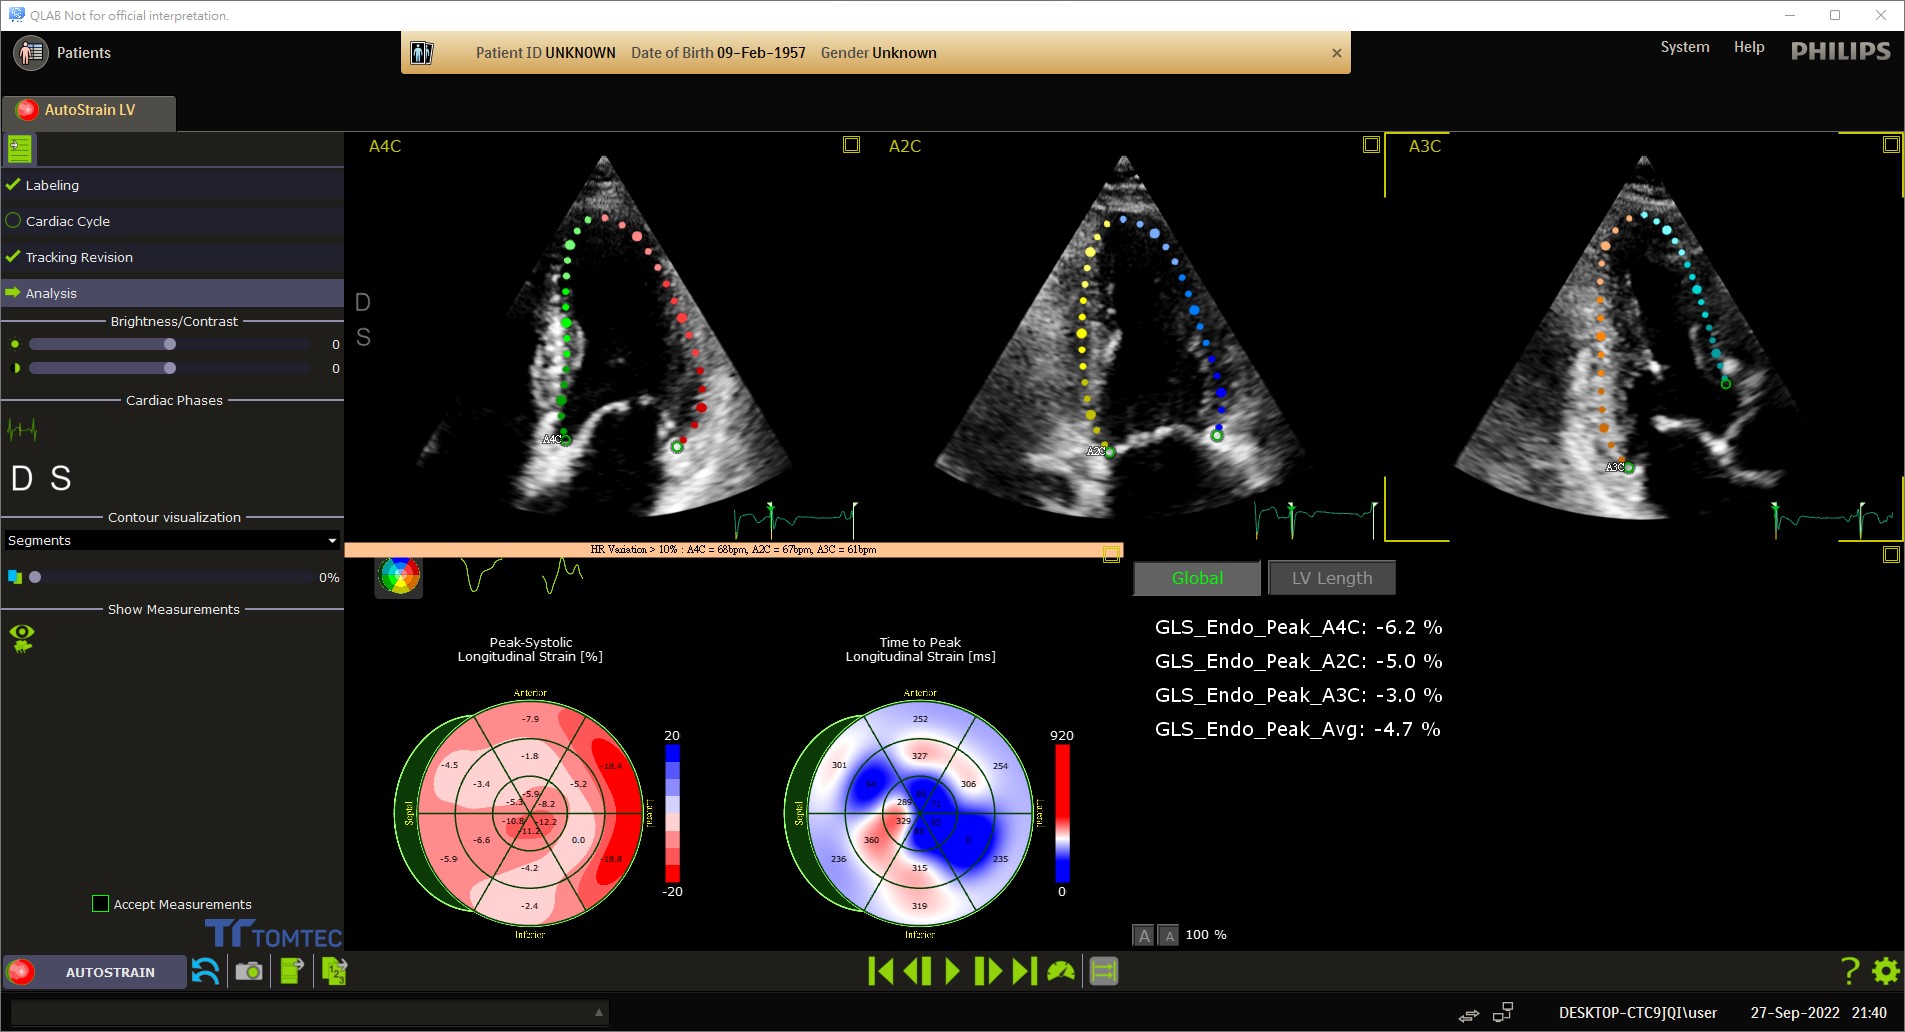 QLAB Not for official interpretation.
Patients
Patient ID UNKNOWN Date of Birth 09-Feb-1957 Gender Unknown
System Help PHILIPS
AutoStrain LV
Labeling
Cardiac Cycle
Tracking Revision
Analysis
Brightness/Contrast
0
0
Cardiac Phases
D S
Contour visualization
Segments
0%
Show Measurements
Accept Measurements
TOMTEC
A4C
A2C
A3C
D
S
A4C
A2C
A3C
HR Variation > 10% : A4C = 68bpm, A2C = 67bpm, A3C = 61bpm
Peak-Systolic
Longitudinal Strain [%]
Anterior
-7.9
-4.5
-18.4
-1.8
-3.4
-5.2
-5.9
-5.3
-8.2
Septal
Lateral
-10.8
-12.2
-11.2
-6.6
0.0
-5.9
-18.8
-4.2
-2.4
Inferior
20
-20
Time to Peak
Longitudinal Strain [ms]
Anterior
252
301
254
327
306
289
71
Septal
Lateral
329
360
0
236
235
315
319
Inferior
920
0
Global
LV Length
GLS_Endo_Peak_A4C: -6.2 %
GLS_Endo_Peak_A2C: -5.0 %
GLS_Endo_Peak_A3C: -3.0 %
GLS_Endo_Peak_Avg: -4.7 %
A A 100 %
AUTOSTRAIN
?
DESKTOP-CTC9JQI\user 27-Sep-2022 21:40